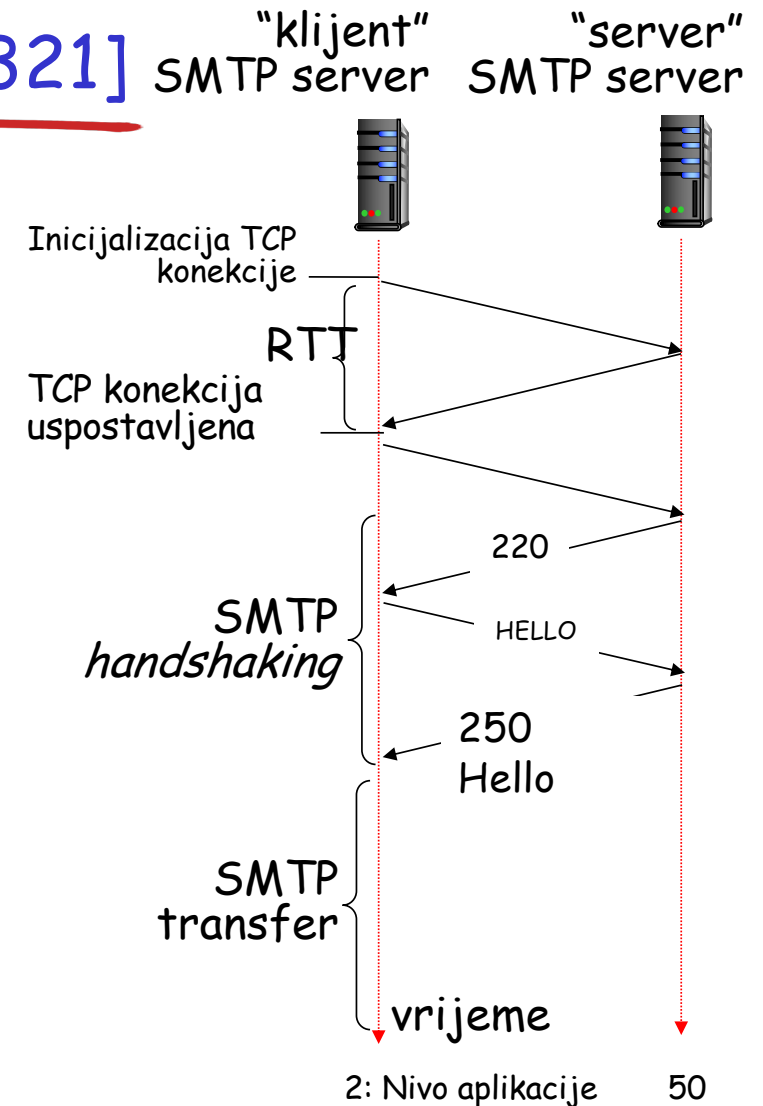 321]
“klijent”
SMTP server
“server”
SMTP server
Inicijalizacija TCP
konekcije
RTT
TCP konekcija
uspostavljena
220
SMTP
handshaking
HELLO
250
Hello
SMTP
transfer
vrijeme
2: Nivo aplikacije 50